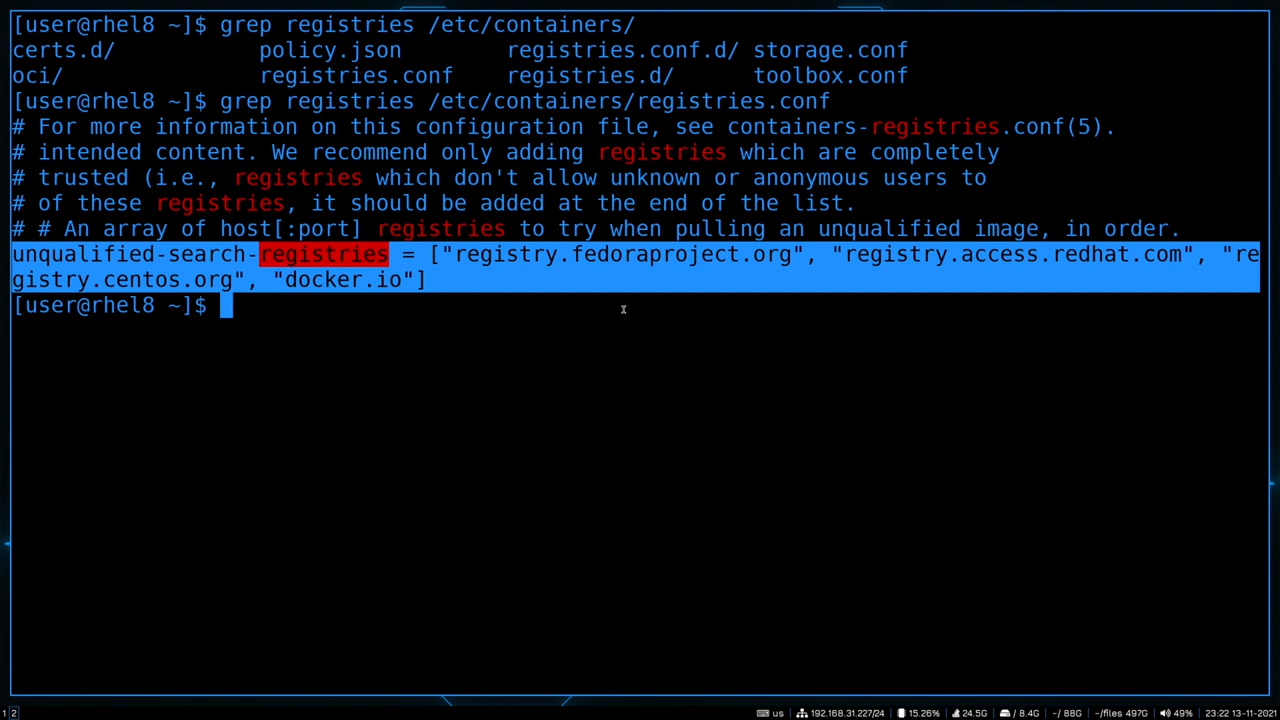 [user@rhel8 ~]$ grep registries /etc/containers/
certs.d/ policy.json registries.conf.d/ storage.conf
oci/ registries.conf registries.d/ toolbox.conf
[user@rhel8 ~]$ grep registries /etc/containers/registries.conf
# For more information on this configuration file, see containers-registries.conf(5).
# intended content. We recommend only adding registries which are completely
# trusted (i.e., registries which don't allow unknown or anonymous users to
# of these registries, it should be added at the end of the list.
# # An array of host[:port] registries to try when pulling an unqualified image, in order.
unqualified-search-registries = ["registry.fedoraproject.org", "registry.access.redhat.com", "re
gistry.centos.org", "docker.io"]
[user@rhel8 ~]$
1 2 us 192.168.31.227/24 15.26% 24.5G / 8.4G ~/ 88G ~/files 497G 49% 23:22 13-11-2021